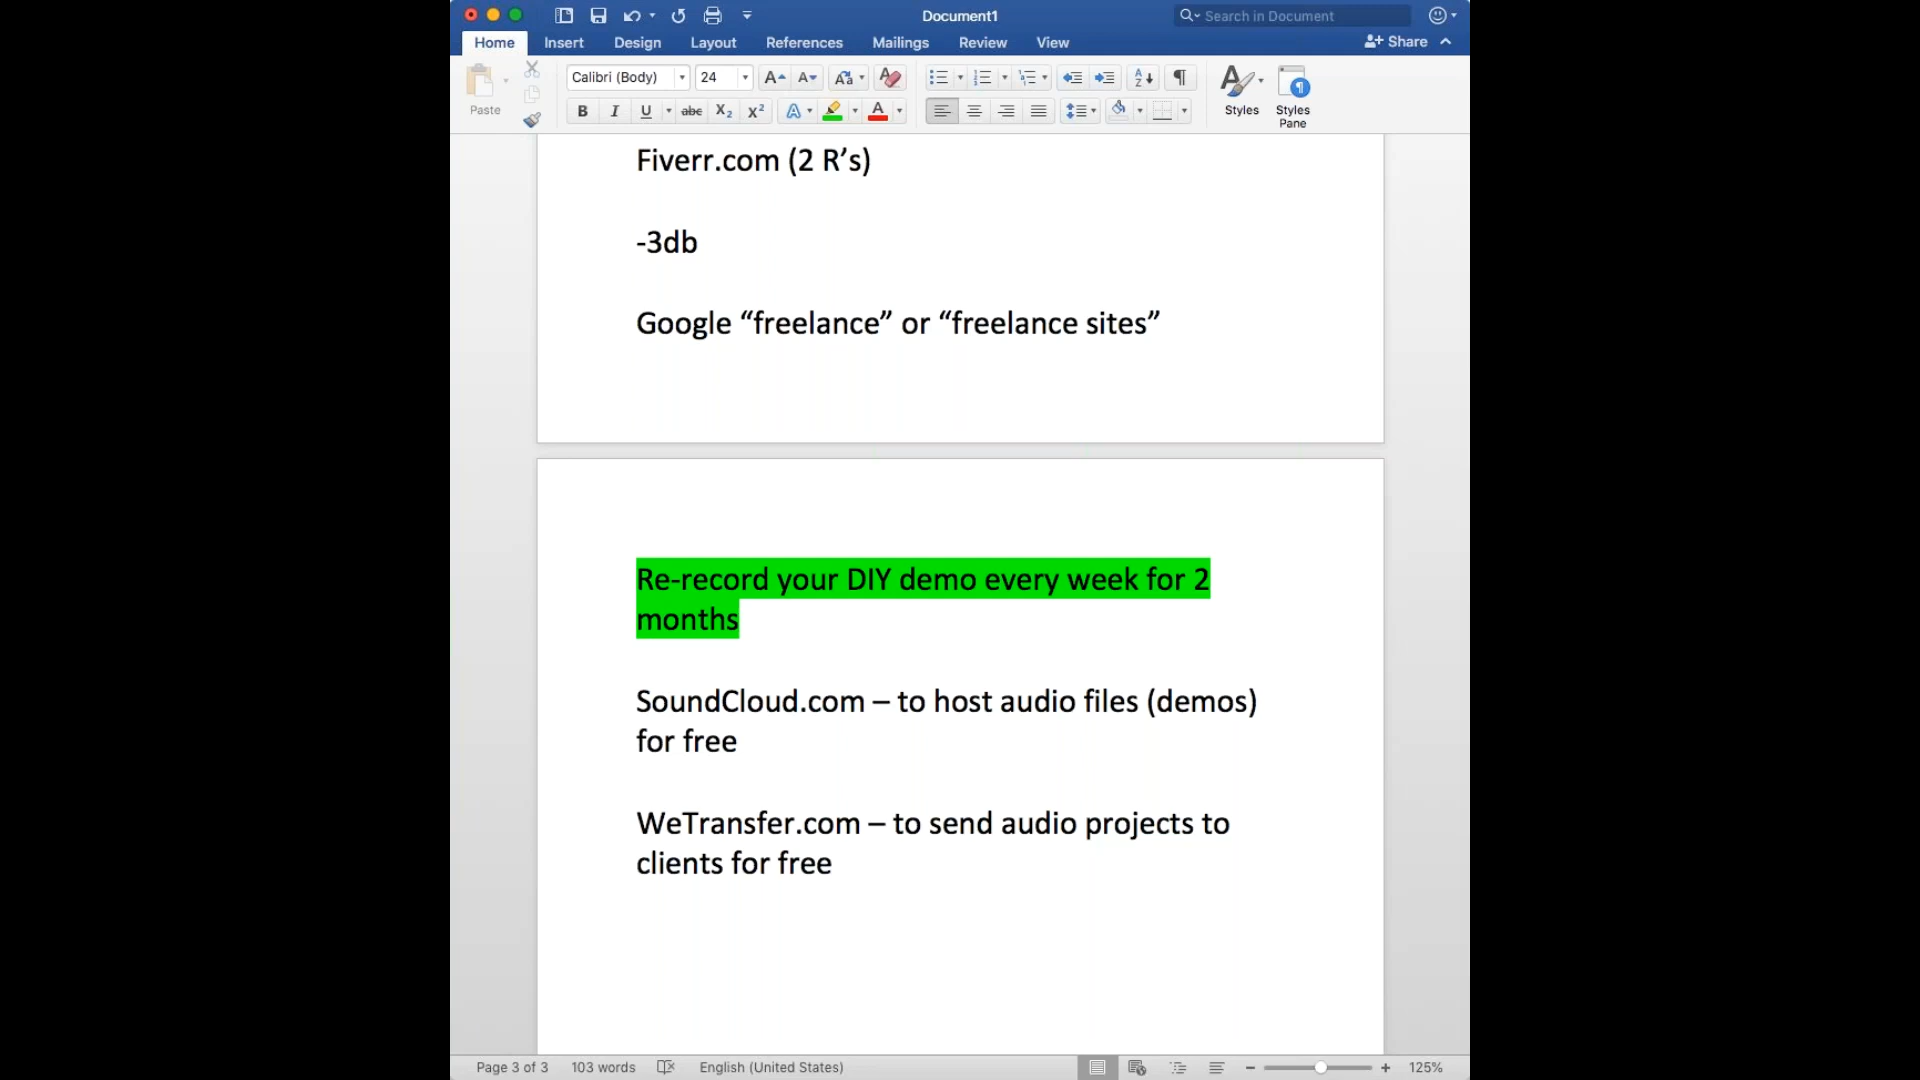 Document1
Search in Document
Home Insert Design Layout References Mailings Review View Share
Paste Calibri (Body) 24 Styles Styles Pane
B I U abc X₂ X² A A
Fiverr.com (2 R’s)
-3db
Google “freelance” or “freelance sites”
Re-record your DIY demo every week for 2
months
SoundCloud.com – to host audio files (demos)
for free
WeTransfer.com – to send audio projects to
clients for free
Page 3 of 3 103 words English (United States) 125%